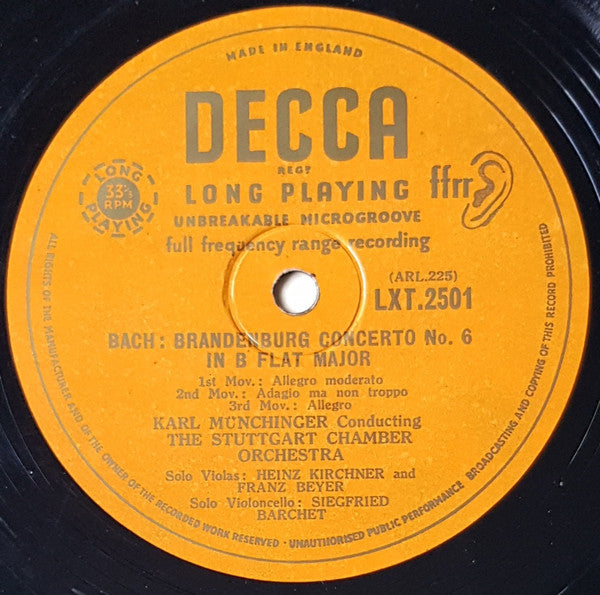 MADE IN ENGLAND
DECCA
REGD
LONG PLAYING
33⅓
RPM
LONG PLAYING
ffrr
UNBREAKABLE MICROGROOVE
full frequency range recording
(ARL.225)
LXT.2501
BACH: BRANDENBURG CONCERTO No. 6
IN B FLAT MAJOR
1st Mov.: Allegro moderato
2nd Mov.: Adagio ma non troppo
3rd Mov.: Allegro
KARL MÜNCHINGER Conducting
THE STUTTGART CHAMBER
ORCHESTRA
Solo Violas: HEINZ KIRCHNER and
FRANZ BEYER
Solo Violoncello: SIEGFRIED
BARCHET
ALL RIGHTS OF THE MANUFACTURER AND OF THE OWNER OF THE RECORDED WORK RESERVED · UNAUTHORISED PUBLIC PERFORMANCE BROADCASTING AND COPYING OF THIS RECORD PROHIBITED